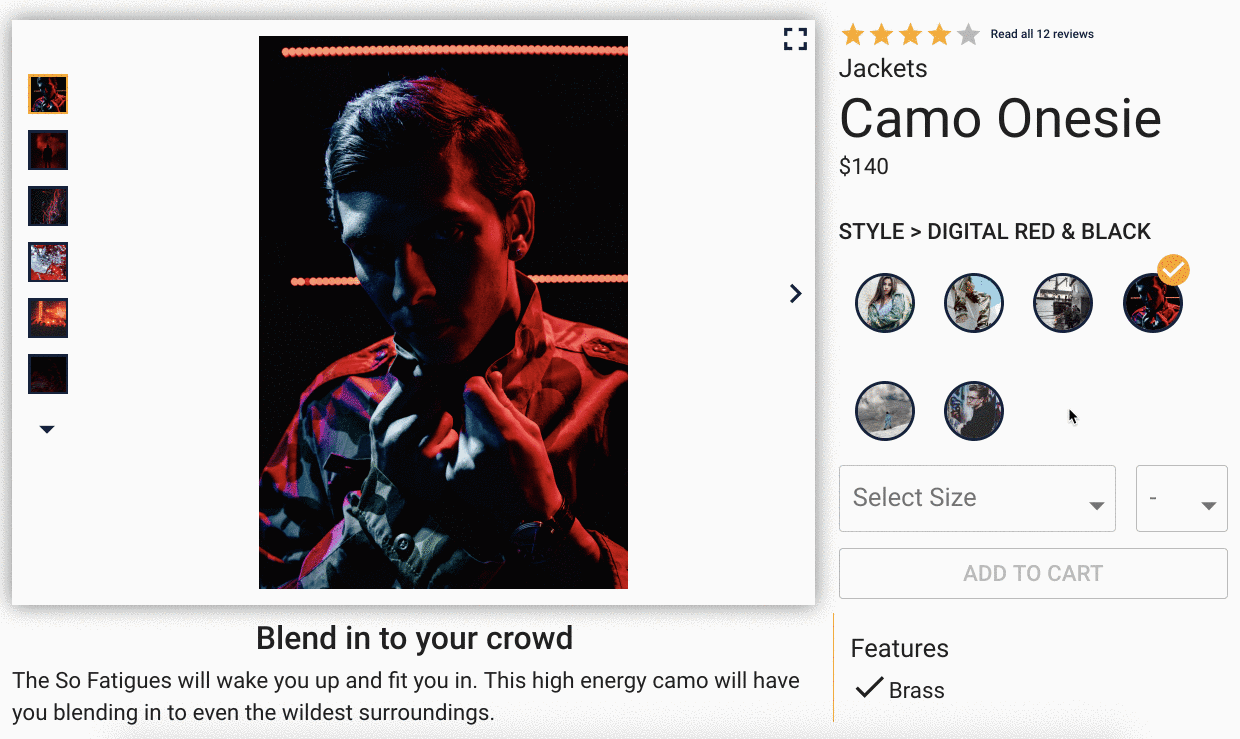 Read all 12 reviews
Jackets
Camo Onesie
$140
STYLE > DIGITAL RED & BLACK
Select Size
-
ADD TO CART
Blend in to your crowd
The So Fatigues will wake you up and fit you in. This high energy camo will have
you blending in to even the wildest surroundings.
Features
Brass